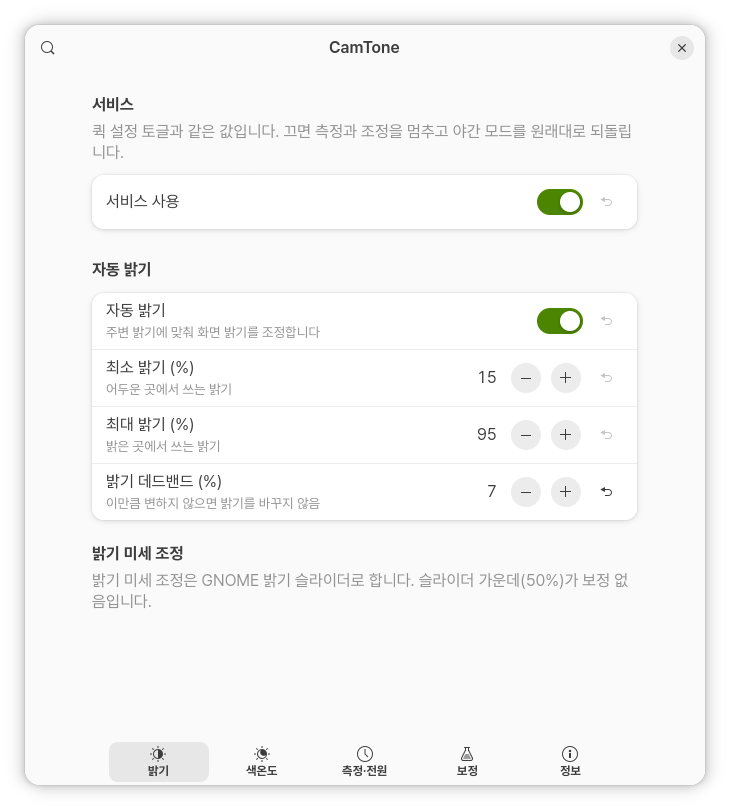 CamTone
서비스
퀵 설정 토글과 같은 값입니다. 끄면 측정과 조정을 멈추고 야간 모드를 원래대로 되돌립
니다.
서비스 사용
자동 밝기
자동 밝기
주변 밝기에 맞춰 화면 밝기를 조정합니다
최소 밝기 (%)
15
어두운 곳에서 쓰는 밝기
최대 밝기 (%)
95
밝은 곳에서 쓰는 밝기
밝기 데드밴드 (%)
7
이만큼 변하지 않으면 밝기를 바꾸지 않음
밝기 미세 조정
밝기 미세 조정은 GNOME 밝기 슬라이더로 합니다. 슬라이더 가운데(50%)가 보정 없
음입니다.
밝기
색온도
측정·전원
보정
정보